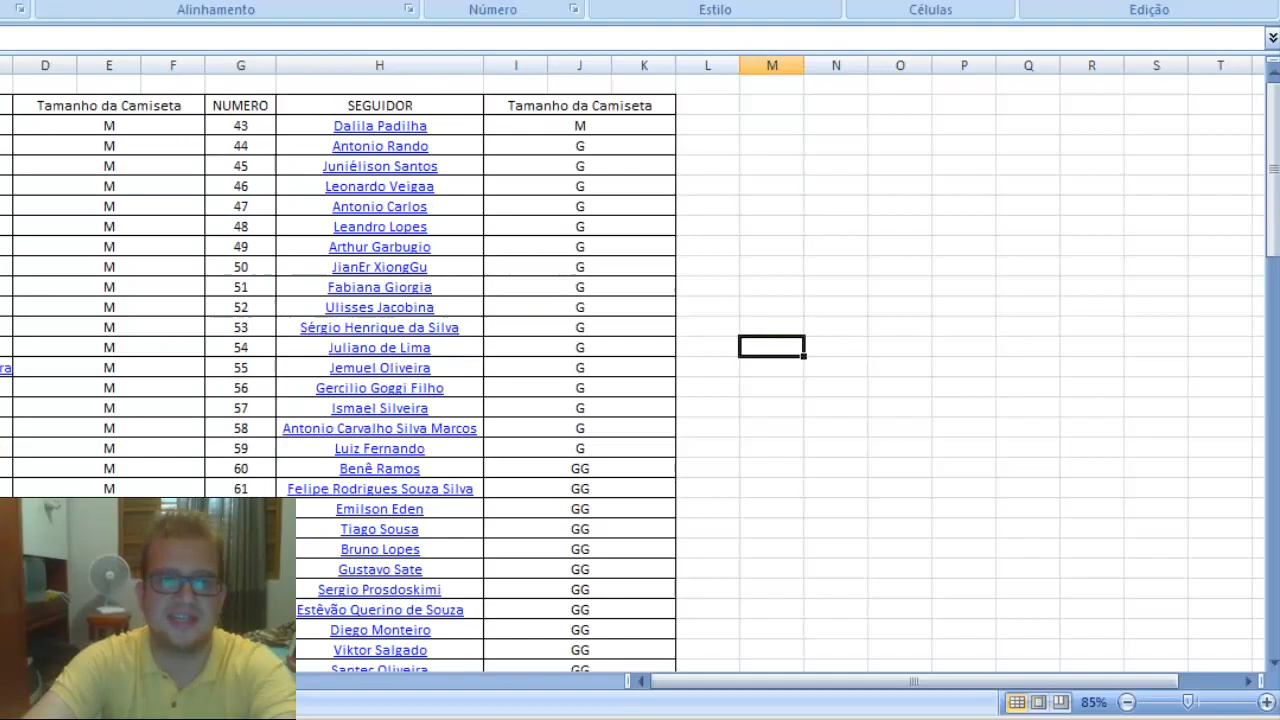 Alinhamento Número Estilo Células Edição
D E F G H I J K L M N O P Q R S T
Tamanho da Camiseta NUMERO SEGUIDOR Tamanho da Camiseta
M 43 Dalila Padilha M
M 44 Antonio Rando G
M 45 Juniélison Santos G
M 46 Leonardo Veigaa G
M 47 Antonio Carlos G
M 48 Leandro Lopes G
M 49 Arthur Garbugio G
M 50 JianEr XiongGu G
M 51 Fabiana Giorgia G
M 52 Ulisses Jacobina G
M 53 Sérgio Henrique da Silva G
M 54 Juliano de Lima G
ra M 55 Jemuel Oliveira G
M 56 Gercilio Goggi Filho G
M 57 Ismael Silveira G
M 58 Antonio Carvalho Silva Marcos G
M 59 Luiz Fernando G
M 60 Benê Ramos GG
M 61 Felipe Rodrigues Souza Silva GG
Emilson Eden GG
Tiago Sousa GG
Bruno Lopes GG
Gustavo Sate GG
Sergio Prosdoskimi GG
Estêvão Querino de Souza GG
Diego Monteiro GG
Viktor Salgado GG
Santes Oliveira GG
85%